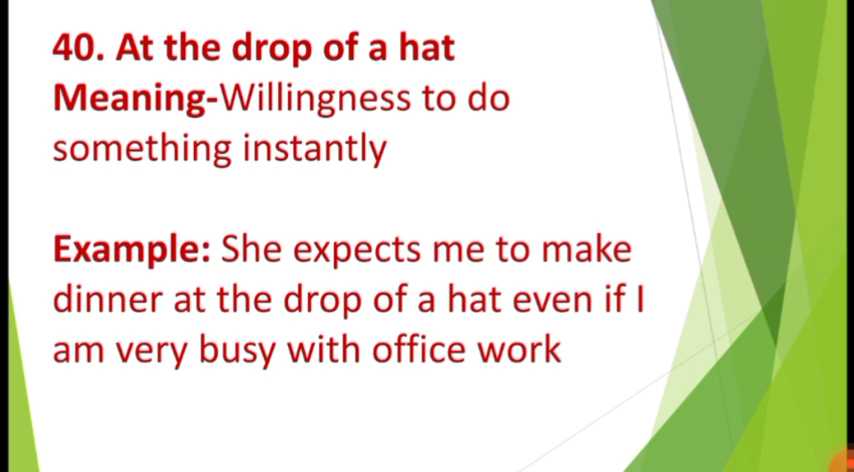 40. At the drop of a hat
Meaning-Willingness to do
something instantly
Example: She expects me to make
dinner at the drop of a hat even if I
am very busy with office work